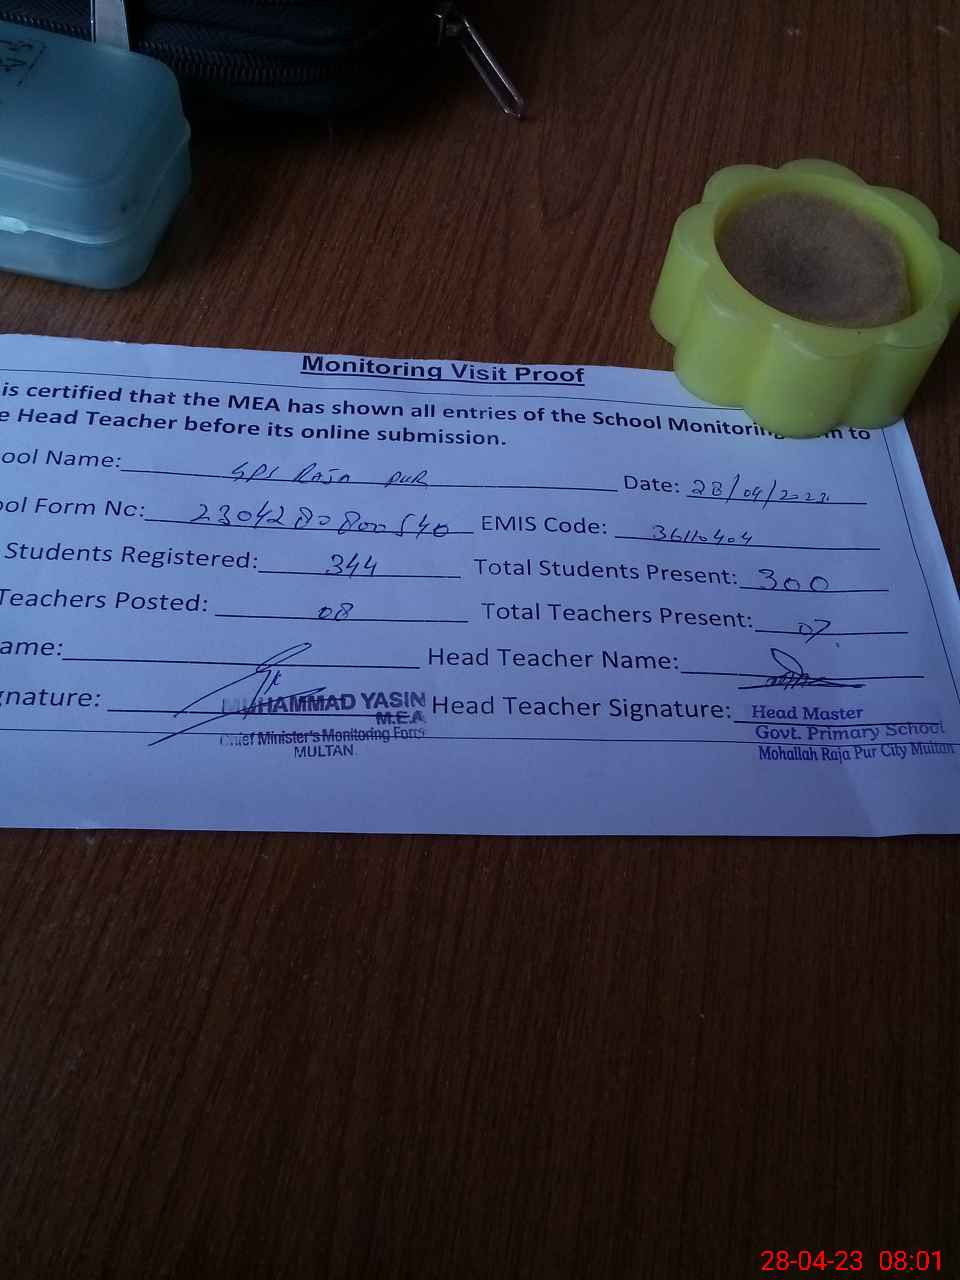 Monitoring Visit Proof
is certified that the MEA has shown all entries of the School Monitoring
e Head Teacher before its online submission.
ool Name: GPS RAJA PUR Date: 28/04/2023
ool Form No: 2304280800540 EMIS Code: 36110404
Students Registered: 344 Total Students Present: 300
Teachers Posted: 08 Total Teachers Present: 07
ame: Head Teacher Name:
gnature: MUHAMMAD YASIN Head Teacher Signature: Head Master
M.E.A Govt. Primary School
Chief Minister's Monitoring Force Mohallah Raja Pur City Multan
MULTAN
28-04-23 08:01